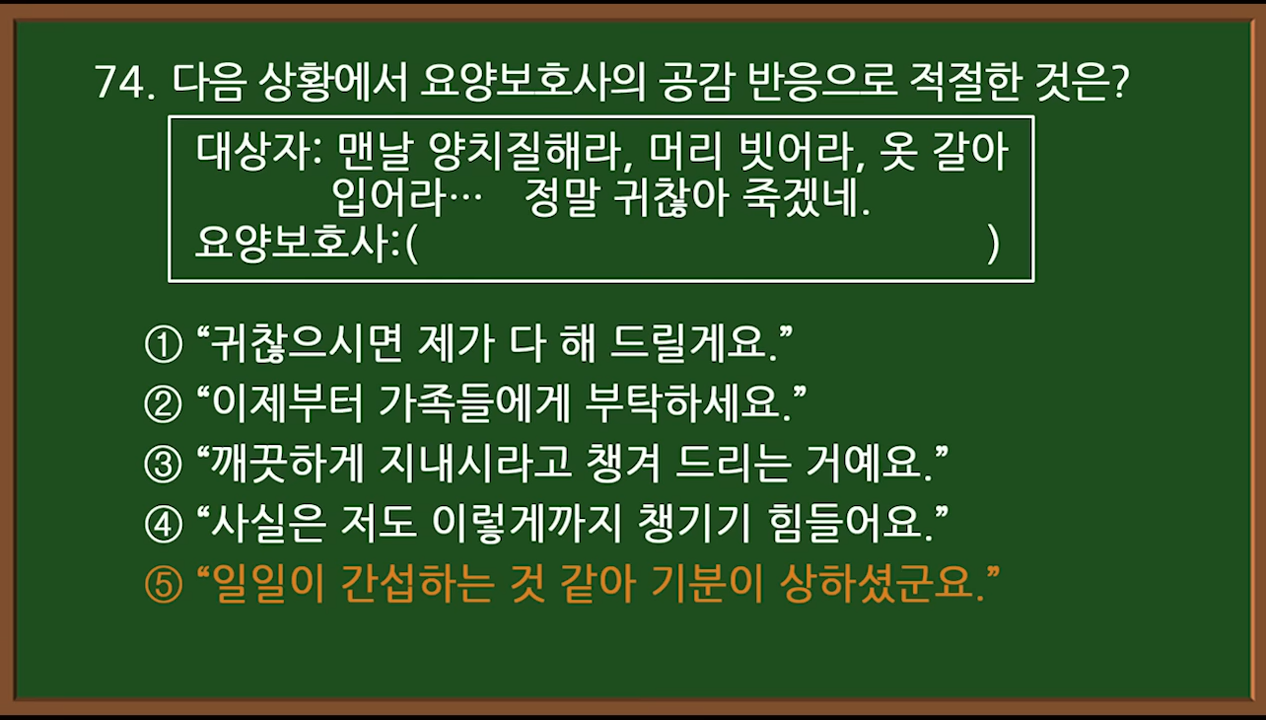 74. 다음 상황에서 요양보호사의 공감 반응으로 적절한 것은?
대상자: 맨날 양치질해라, 머리 빗어라, 옷 갈아
입어라… 정말 귀찮아 죽겠네.
요양보호사:( )
① “귀찮으시면 제가 다 해 드릴게요.”
② “이제부터 가족들에게 부탁하세요.”
③ “깨끗하게 지내시라고 챙겨 드리는 거예요.”
④ “사실은 저도 이렇게까지 챙기기 힘들어요.”
⑤ “일일이 간섭하는 것 같아 기분이 상하셨군요.”